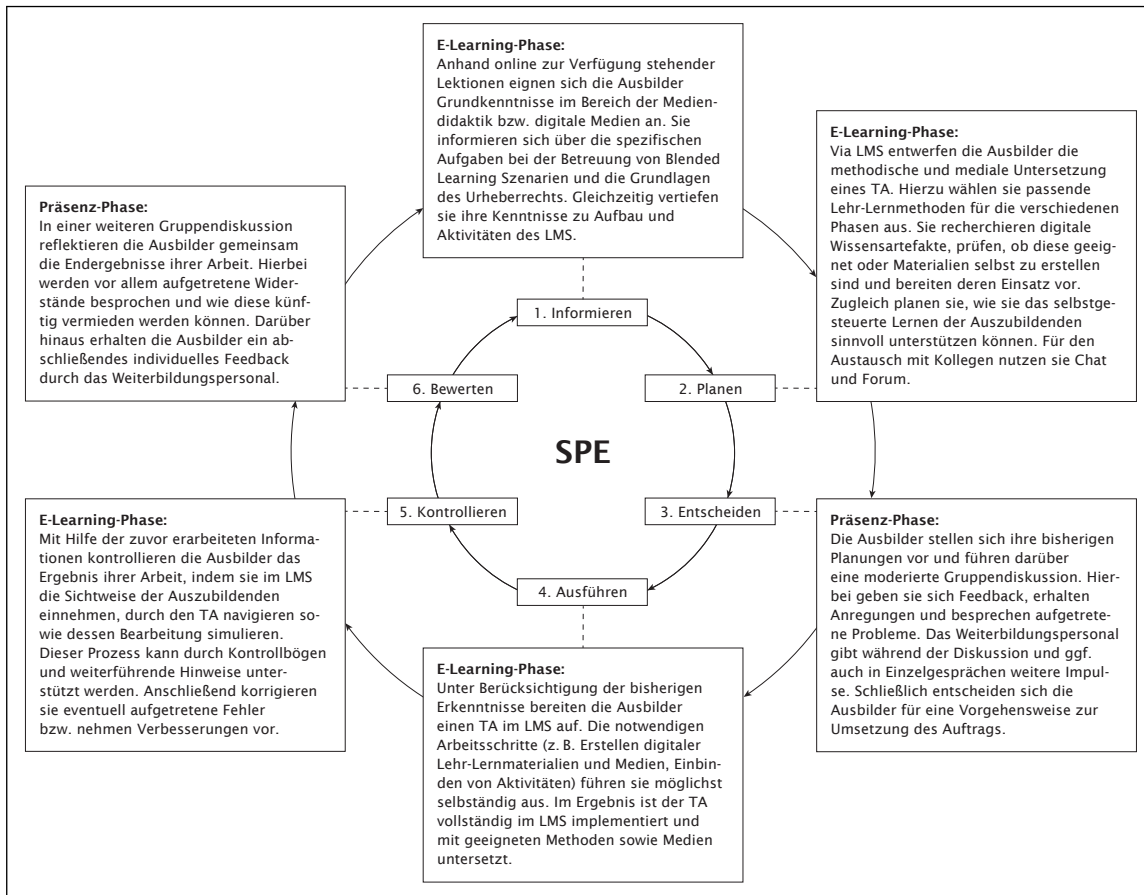 E-Learning-Phase:
Anhand online zur Verfügung stehender
Lektionen eignen sich die Ausbilder
Grundkenntnisse im Bereich der Medien-
didaktik bzw. digitale Medien an. Sie
informieren sich über die spezifischen
Aufgaben bei der Betreuung von Blended
Learning Szenarien und die Grundlagen
des Urheberrechts. Gleichzeitig vertiefen
sie ihre Kenntnisse zu Aufbau und
Aktivitäten des LMS.
E-Learning-Phase:
Via LMS entwerfen die Ausbilder die
methodische und mediale Untersetzung
eines TA. Hierzu wählen sie passende
Lehr-Lernmethoden für die verschiedenen
Phasen aus. Sie recherchieren digitale
Wissensartefakte, prüfen, ob diese geeig-
net oder Materialien selbst zu erstellen
sind und bereiten deren Einsatz vor.
Zugleich planen sie, wie sie das selbstge-
steuerte Lernen der Auszubildenden
sinnvoll unterstützen können. Für den
Austausch mit Kollegen nutzen sie Chat
und Forum.
Präsenz-Phase:
In einer weiteren Gruppendiskussion
reflektieren die Ausbilder gemeinsam
die Endergebnisse ihrer Arbeit. Hierbei
werden vor allem aufgetretene Wider-
stände besprochen und wie diese künf-
tig vermieden werden können. Darüber
hinaus erhalten die Ausbilder ein ab-
schließendes individuelles Feedback
durch das Weiterbildungspersonal.
1. Informieren
6. Bewerten
2. Planen
SPE
5. Kontrollieren
3. Entscheiden
4. Ausführen
E-Learning-Phase:
Mit Hilfe der zuvor erarbeiteten Informa-
tionen kontrollieren die Ausbilder das
Ergebnis ihrer Arbeit, indem sie im LMS
die Sichtweise der Auszubildenden
einnehmen, durch den TA navigieren so-
wie dessen Bearbeitung simulieren.
Dieser Prozess kann durch Kontrollbögen
und weiterführende Hinweise unter-
stützt werden. Anschließend korrigieren
sie eventuell aufgetretene Fehler
bzw. nehmen Verbesserungen vor.
Präsenz-Phase:
Die Ausbilder stellen sich ihre bisherigen
Planungen vor und führen darüber
eine moderierte Gruppendiskussion. Hier-
bei geben sie sich Feedback, erhalten
Anregungen und besprechen aufgetrete-
ne Probleme. Das Weiterbildungspersonal
gibt während der Diskussion und ggf.
auch in Einzelgesprächen weitere Impul-
se. Schließlich entscheiden sich die
Ausbilder für eine Vorgehensweise zur
Umsetzung des Auftrags.
E-Learning-Phase:
Unter Berücksichtigung der bisherigen
Erkenntnisse bereiten die Ausbilder
einen TA im LMS auf. Die notwendigen
Arbeitsschritte (z. B. Erstellen digitaler
Lehr-Lernmaterialien und Medien, Einbin-
den von Aktivitäten) führen sie möglichst
selbständig aus. Im Ergebnis ist der TA
vollständig im LMS implementiert und
mit geeigneten Methoden sowie Medien
untersetzt.